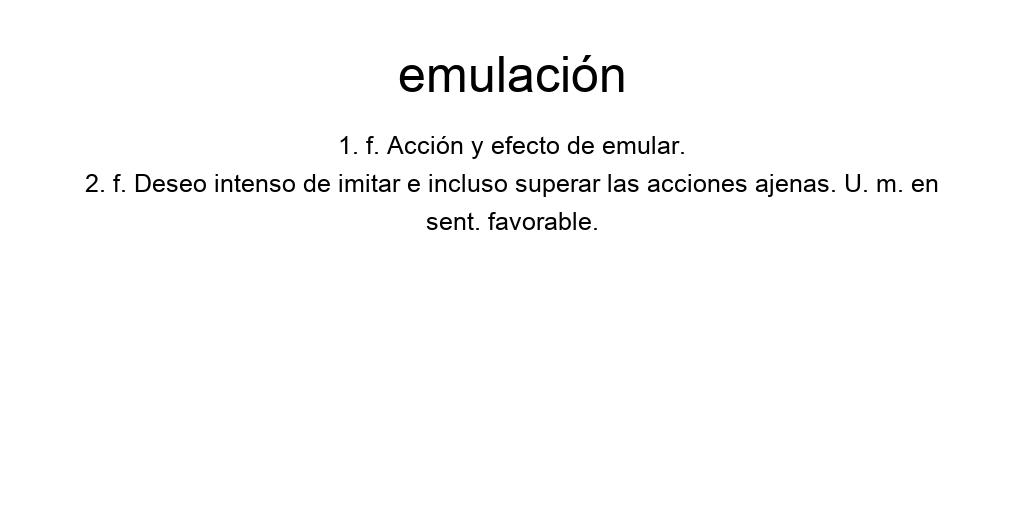 emulación
1. f. Acción y efecto de emular.
2. f. Deseo intenso de imitar e incluso superar las acciones ajenas. U. m. en
sent. favorable.